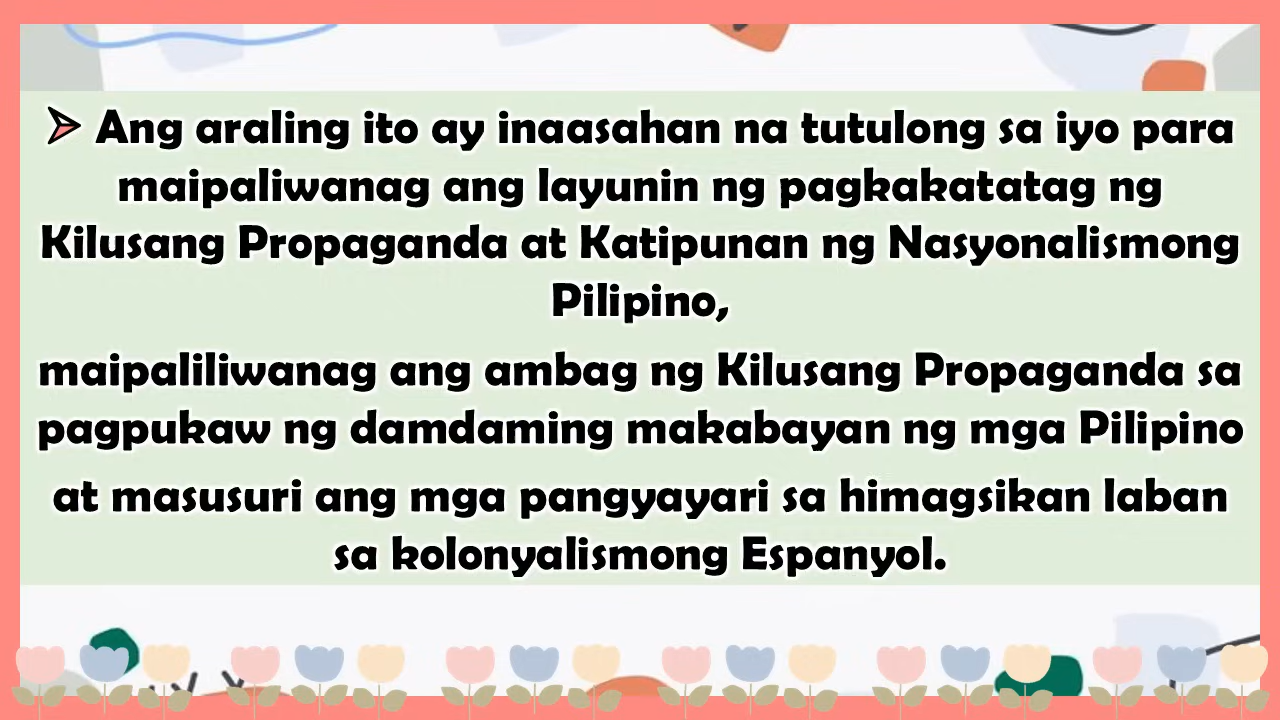 ➢ Ang araling ito ay inaasahan na tutulong sa iyo para
maipaliwanag ang layunin ng pagkakatatag ng
Kilusang Propaganda at Katipunan ng Nasyonalismong
Pilipino,
maipaliliwanag ang ambag ng Kilusang Propaganda sa
pagpukaw ng damdaming makabayan ng mga Pilipino
at masusuri ang mga pangyayari sa himagsikan laban
sa kolonyalismong Espanyol.